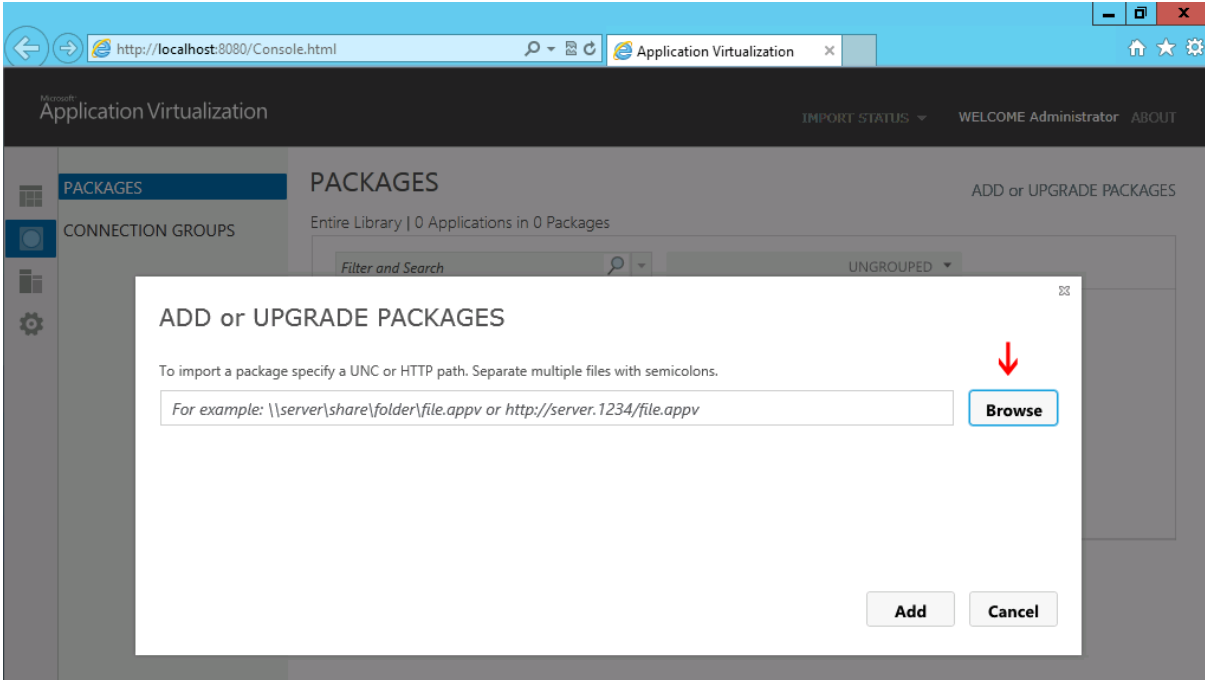 http://localhost:8080/Console.html
Application Virtualization
Microsoft
Application Virtualization
IMPORT STATUS
WELCOME Administrator ABOUT
PACKAGES
CONNECTION GROUPS
PACKAGES
ADD or UPGRADE PACKAGES
Entire Library | 0 Applications in 0 Packages
Filter and Search
UNGROUPED
ADD or UPGRADE PACKAGES
To import a package specify a UNC or HTTP path. Separate multiple files with semicolons.
For example: \\server\share\folder\file.appv or http://server.1234/file.appv
Browse
Add
Cancel